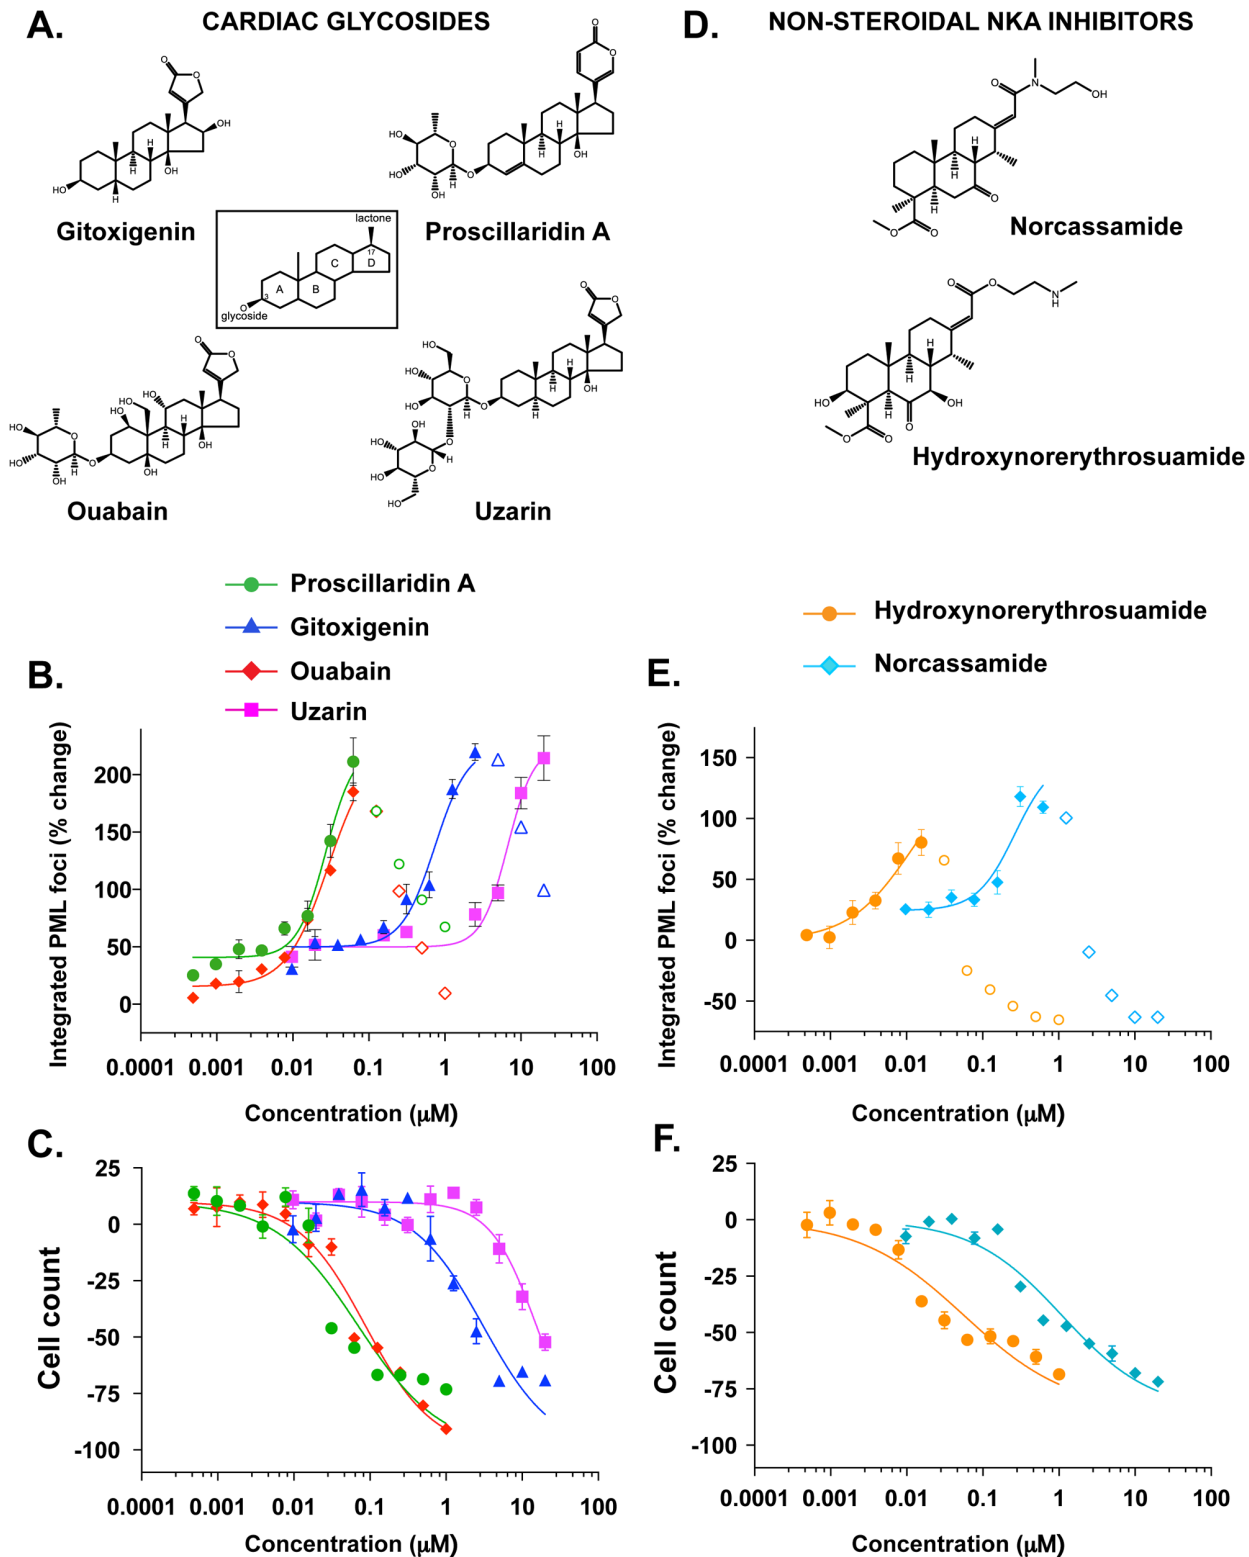 A. CARDIAC GLYCOSIDES
Gitoxigenin
Proscillaridin A
lactone
17
C
D
A
B
3
O
glycoside
Ouabain
Uzarin
D. NON-STEROIDAL NKA INHIBITORS
Norcassamide
Hydroxynorerythrosuamide
Proscillaridin A
Gitoxigenin
Ouabain
Uzarin
B.
Integrated PML foci (% change)
200
150
100
50
0
0.0001 0.001 0.01 0.1 1 10 100
Concentration (µM)
C.
Cell count
25
0
-25
-50
-75
-100
0.0001 0.001 0.01 0.1 1 10 100
Concentration (µM)
Hydroxynorerythrosuamide
Norcassamide
E.
Integrated PML foci (% change)
150
100
50
0
-50
0.0001 0.001 0.01 0.1 1 10 100
Concentration (µM)
F.
Cell count
25
0
-25
-50
-75
-100
0.0001 0.001 0.01 0.1 1 10 100
Concentration (µM)